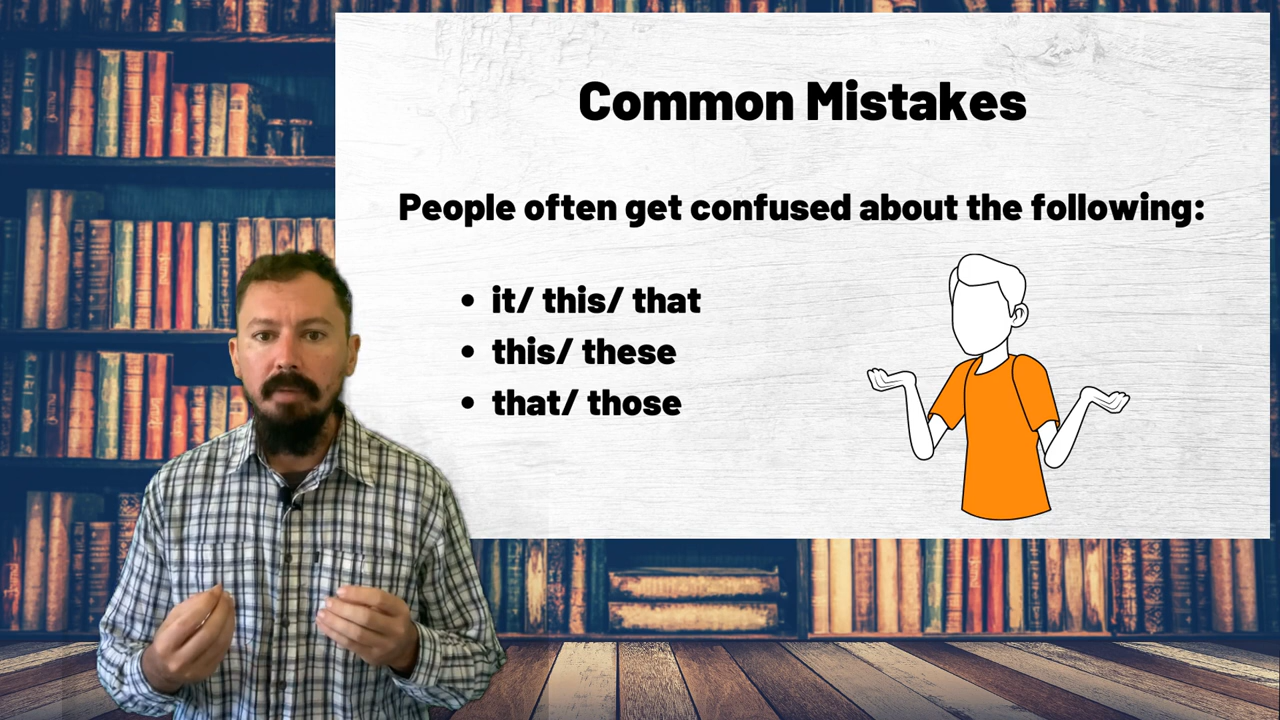 Common Mistakes
People often get confused about the following:
• it/ this/ that
• this/ these
• that/ those